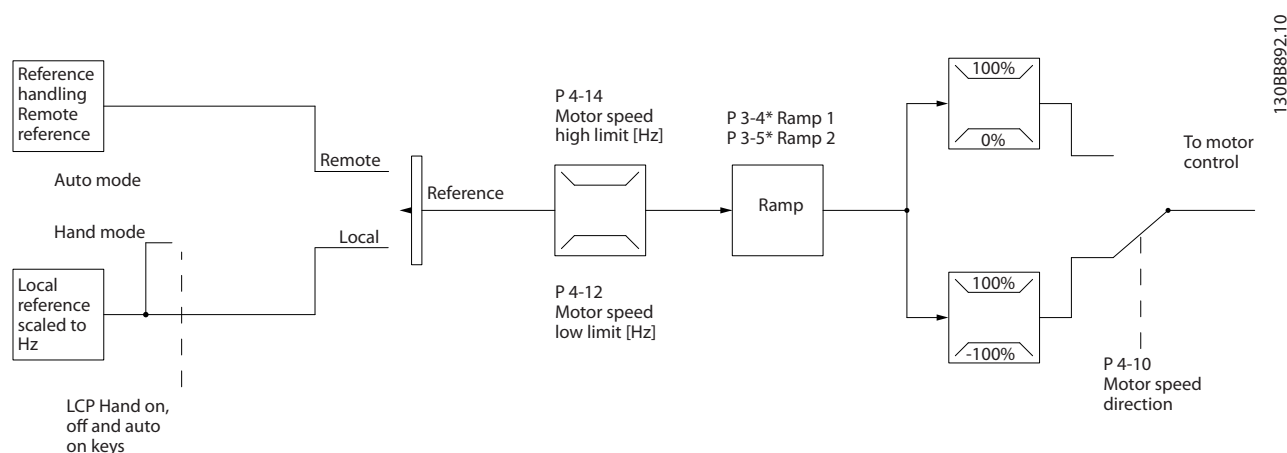 130BB892.10
Reference
handling
Remote
reference
Auto mode
Remote
Hand mode
Local
Local
reference
scaled to
Hz
LCP Hand on,
off and auto
on keys
Reference
P 4-14
Motor speed
high limit [Hz]
P 4-12
Motor speed
low limit [Hz]
P 3-4* Ramp 1
P 3-5* Ramp 2
Ramp
100%
0%
100%
-100%
To motor
control
P 4-10
Motor speed
direction